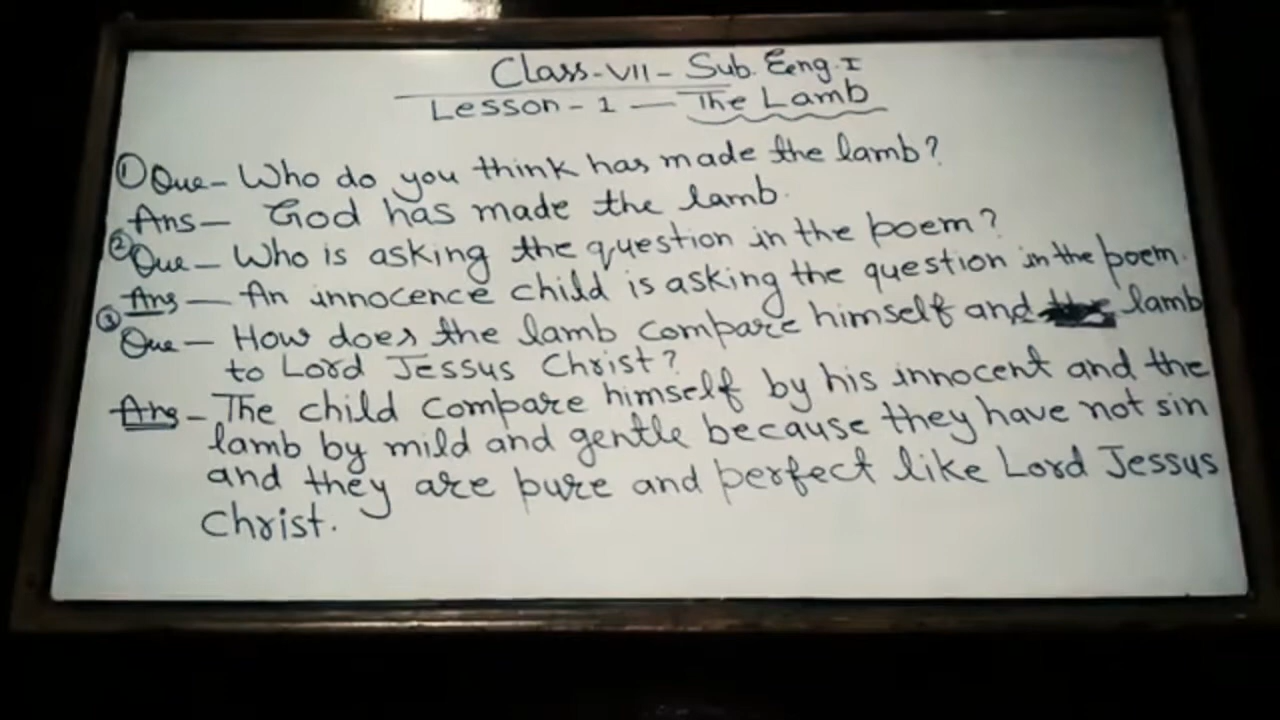 Class-VII- Sub. Eeng.I
Lesson-1 — The Lamb
① Que- Who do you think has made the lamb?
Ans- God has made the lamb.
② Que- Who is asking the question in the poem?
Ans- An innocence child is asking the question in the poem.
③ Que- How does the lamb compare himself and lamb
to Lord Jessus Christ?
Ans- The child compare himself by his innocent and the
lamb by mild and gentle because they have not sin
and they are pure and perfect like Lord Jessus
Christ.